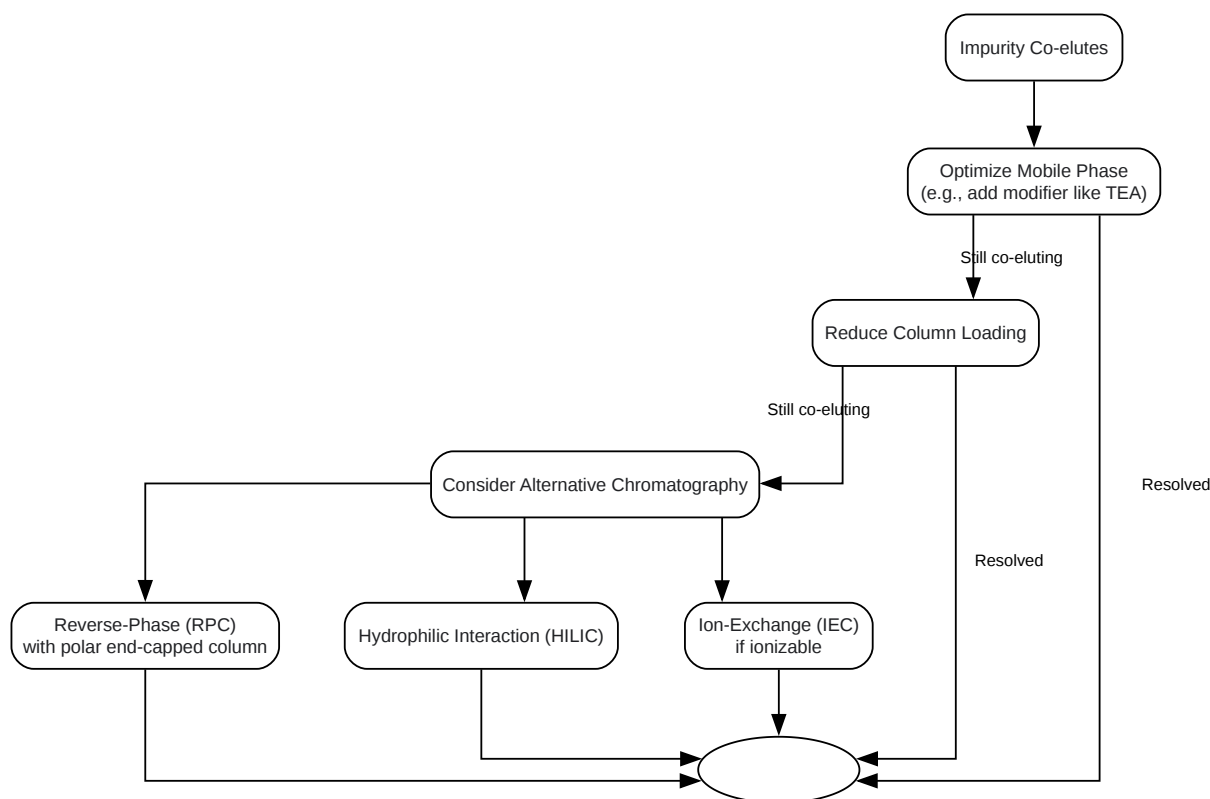 Impurity Co-elutes
Optimize Mobile Phase
(e.g., add modifier like TEA)
Still co-eluting
Reduce Column Loading
Still co-eluting
Consider Alternative Chromatography
Resolved
Resolved
Reverse-Phase (RPC)
with polar end-capped column
Hydrophilic Interaction (HILIC)
Ion-Exchange (IEC)
if ionizable